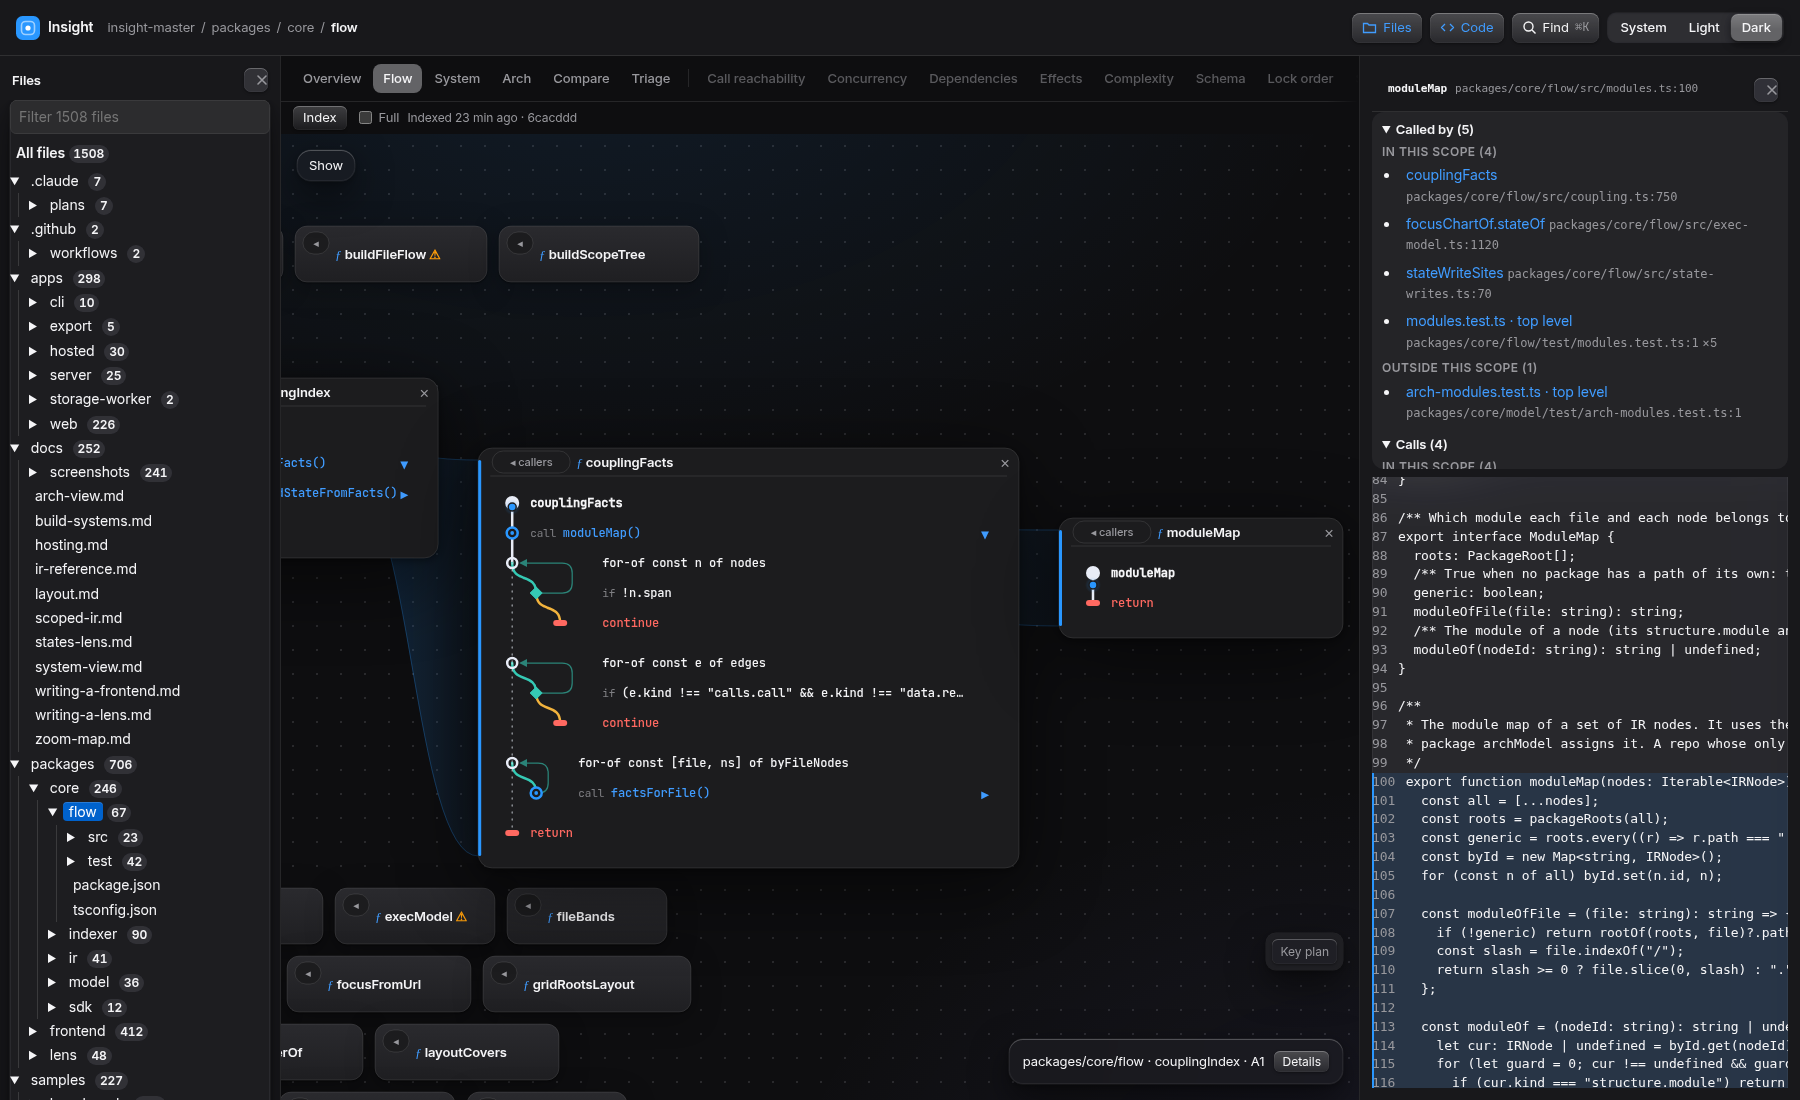 Insight insight-master / packages / core / flow
Files Code Find ⌘K System Light Dark
Files
Filter 1508 files
All files 1508
.claude 7
plans 7
.github 2
workflows 2
apps 298
cli 10
export 5
hosted 30
server 25
storage-worker 2
web 226
docs 252
screenshots 241
arch-view.md
build-systems.md
hosting.md
ir-reference.md
layout.md
scoped-ir.md
states-lens.md
system-view.md
writing-a-frontend.md
writing-a-lens.md
zoom-map.md
packages 706
core 246
flow 67
src 23
test 42
package.json
tsconfig.json
indexer 90
ir 41
model 36
sdk 12
frontend 412
lens 48
samples 227
Overview Flow System Arch Compare Triage Call reachability Concurrency Dependencies Effects Complexity Schema Lock order
Index Full Indexed 23 min ago · 6cacddd
Show
ƒ buildFileFlow ⚠
ƒ buildScopeTree
ngIndex ×
Facts() ▼
dStateFromFacts() ▶
◂ callers ƒ couplingFacts ×
couplingFacts
call moduleMap() ▼
for-of const n of nodes
if !n.span
continue
for-of const e of edges
if (e.kind !== "calls.call" && e.kind !== "data.re…
continue
for-of const [file, ns] of byFileNodes
call factsForFile() ▶
return
◂ callers ƒ moduleMap ×
moduleMap
return
ƒ execModel ⚠
ƒ fileBands
ƒ focusFromUrl
ƒ gridRootsLayout
erOf
ƒ layoutCovers
Key plan
packages/core/flow · couplingIndex · A1 Details
moduleMap packages/core/flow/src/modules.ts:100
▼ Called by (5)
IN THIS SCOPE (4)
• couplingFacts
packages/core/flow/src/coupling.ts:750
• focusChartOf.stateOf packages/core/flow/src/exec-
model.ts:1120
• stateWriteSites packages/core/flow/src/state-
writes.ts:70
• modules.test.ts · top level
packages/core/flow/test/modules.test.ts:1 ×5
OUTSIDE THIS SCOPE (1)
• arch-modules.test.ts · top level
packages/core/model/test/arch-modules.test.ts:1
▼ Calls (4)
IN THIS SCOPE (4)
84 }
85
86 /** Which module each file and each node belongs to
87 export interface ModuleMap {
88 roots: PackageRoot[];
89 /** True when no package has a path of its own: t
90 generic: boolean;
91 moduleOfFile(file: string): string;
92 /** The module of a node (its structure.module an
93 moduleOf(nodeId: string): string | undefined;
94 }
95
96 /**
97 * The module map of a set of IR nodes. It uses the
98 * package archModel assigns it. A repo whose only
99 */
100 export function moduleMap(nodes: Iterable<IRNode>)
101 const all = [...nodes];
102 const roots = packageRoots(all);
103 const generic = roots.every((r) => r.path === "
104 const byId = new Map<string, IRNode>();
105 for (const n of all) byId.set(n.id, n);
106
107 const moduleOfFile = (file: string): string =>
108 if (!generic) return rootOf(roots, file)?.path
109 const slash = file.indexOf("/");
110 return slash >= 0 ? file.slice(0, slash) : "."
111 };
112
113 const moduleOf = (nodeId: string): string | unde
114 let cur: IRNode | undefined = byId.get(nodeId)
115 for (let guard = 0; cur !== undefined && guard
116 if (cur.kind === "structure.module") return